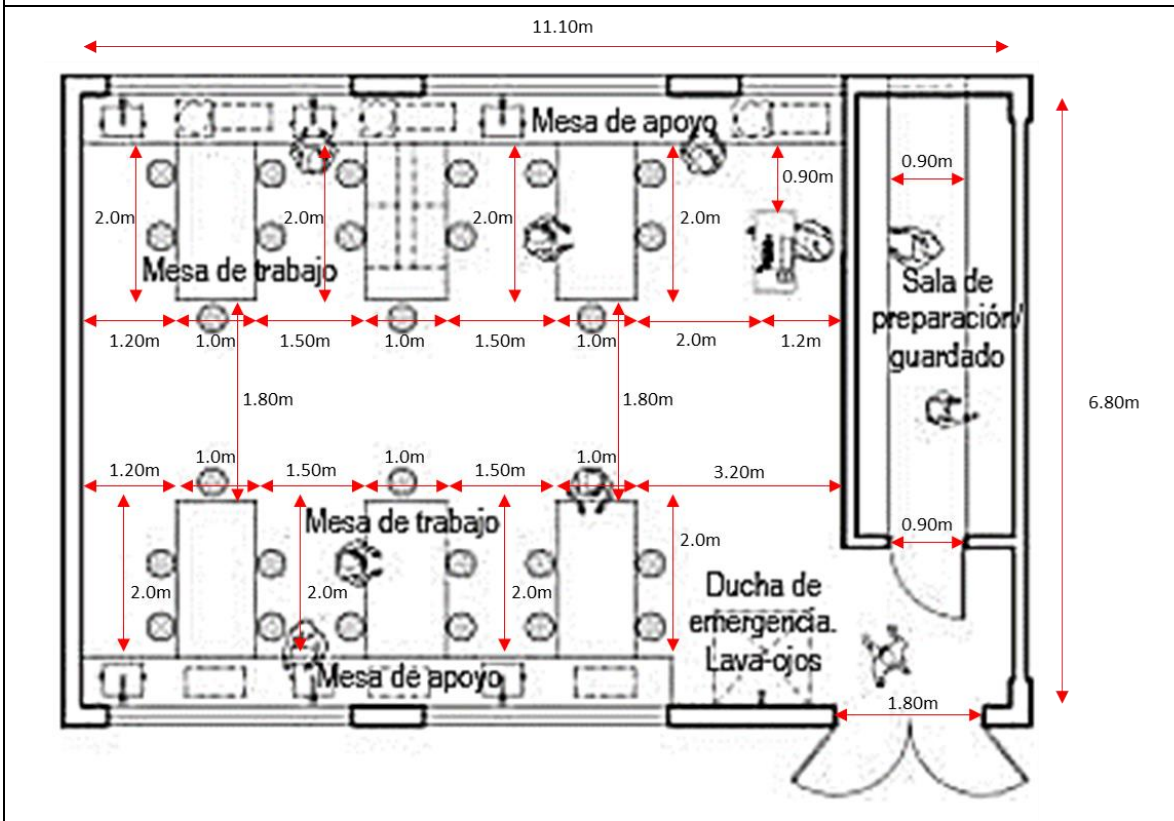 11.10m
Mesa de apoyo
0.90m
0.90m
2.0m
2.0m
2.0m
2.0m
Mesa de trabajo
Sala de
preparación/
guardado
1.20m
1.0m
1.50m
1.0m
1.50m
1.0m
2.0m
1.2m
1.80m
1.80m
6.80m
1.20m
1.0m
1.50m
1.0m
1.50m
1.0m
3.20m
Mesa de trabajo
0.90m
2.0m
2.0m
2.0m
2.0m
Ducha de
emergencia.
Lava-ojos
Mesa de apoyo
1.80m